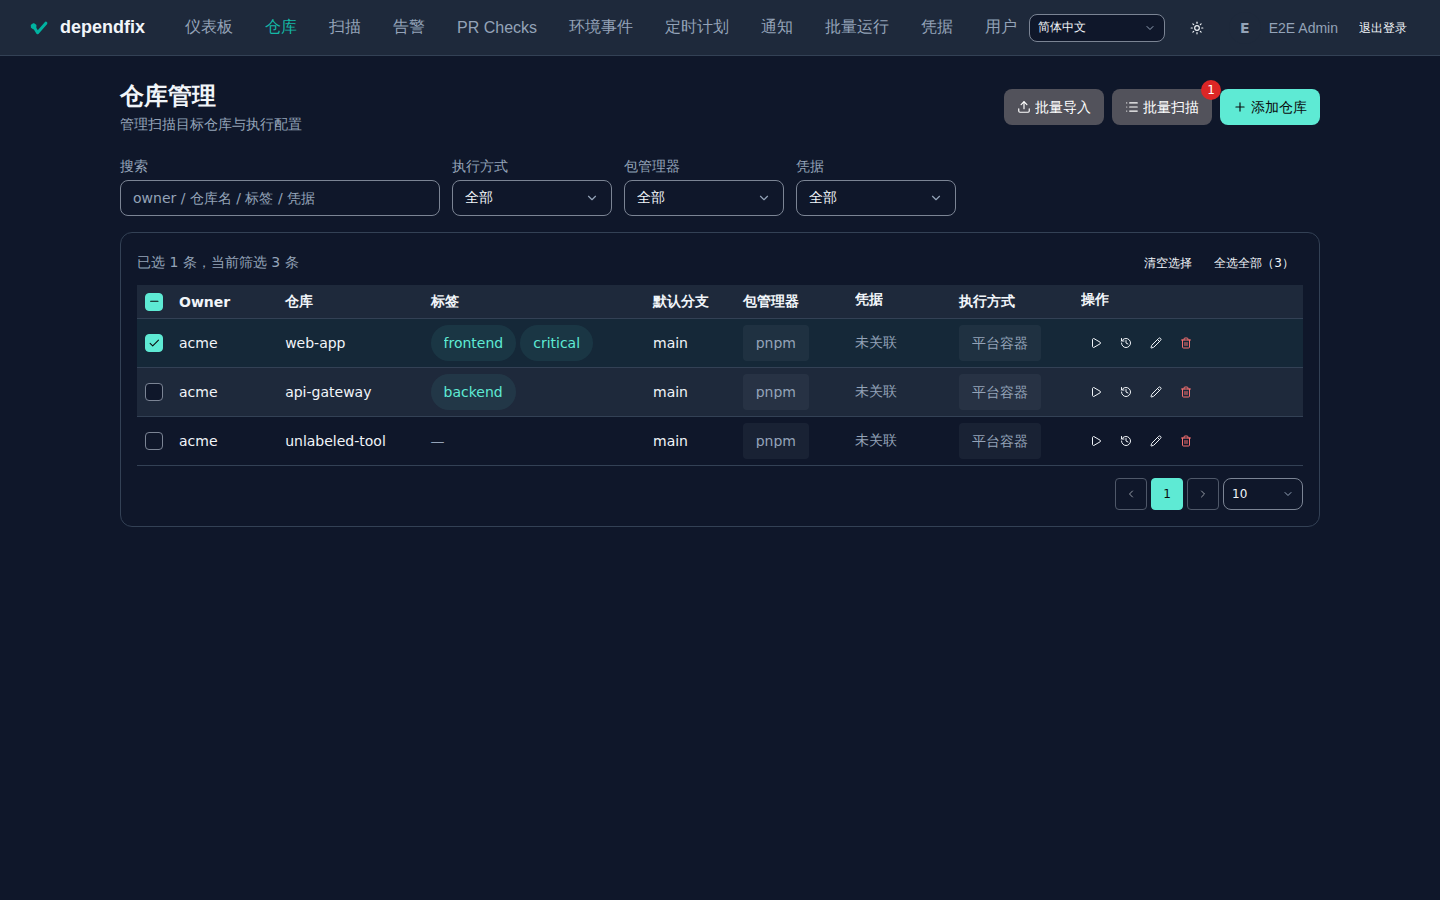 dependfix 仪表板 仓库 扫描 告警 PR Checks 环境事件 定时计划 通知 批量运行 凭据 用户 简体中文 E E2E Admin 退出登录
仓库管理
管理扫描目标仓库与执行配置
批量导入 批量扫描 1 添加仓库
搜索 执行方式 包管理器 凭据
owner / 仓库名 / 标签 / 凭据 全部 全部 全部
已选 1 条，当前筛选 3 条 清空选择 全选全部（3）
Owner 仓库 标签 默认分支 包管理器 凭据 执行方式 操作
acme web-app frontend critical main pnpm 未关联 平台容器
acme api-gateway backend main pnpm 未关联 平台容器
acme unlabeled-tool — main pnpm 未关联 平台容器
1 10